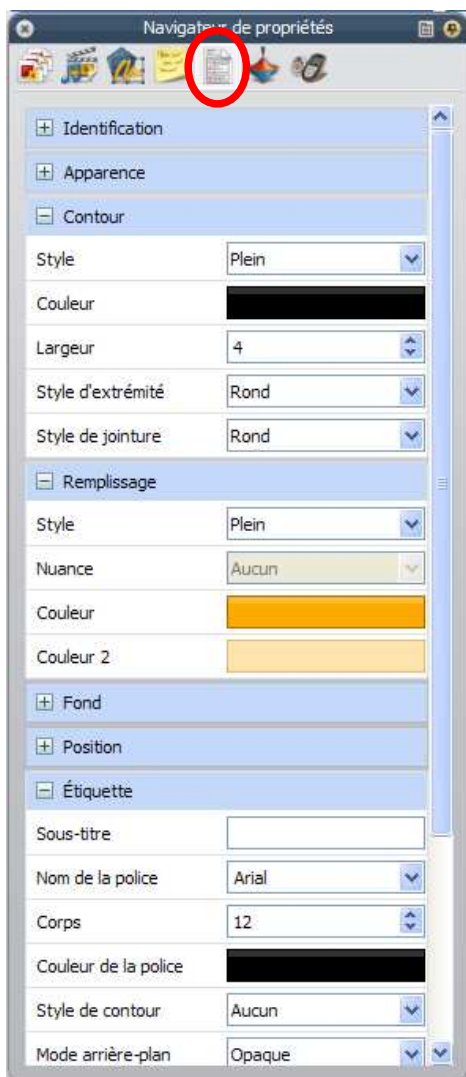 Navigateur de propriétés
Identification
Apparence
Contour
Style Plein
Couleur
Largeur 4
Style d'extrémité Rond
Style de jointure Rond
Remplissage
Style Plein
Nuance Aucun
Couleur
Couleur 2
Fond
Position
Étiquette
Sous-titre
Nom de la police Arial
Corps 12
Couleur de la police
Style de contour Aucun
Mode arrière-plan Opaque